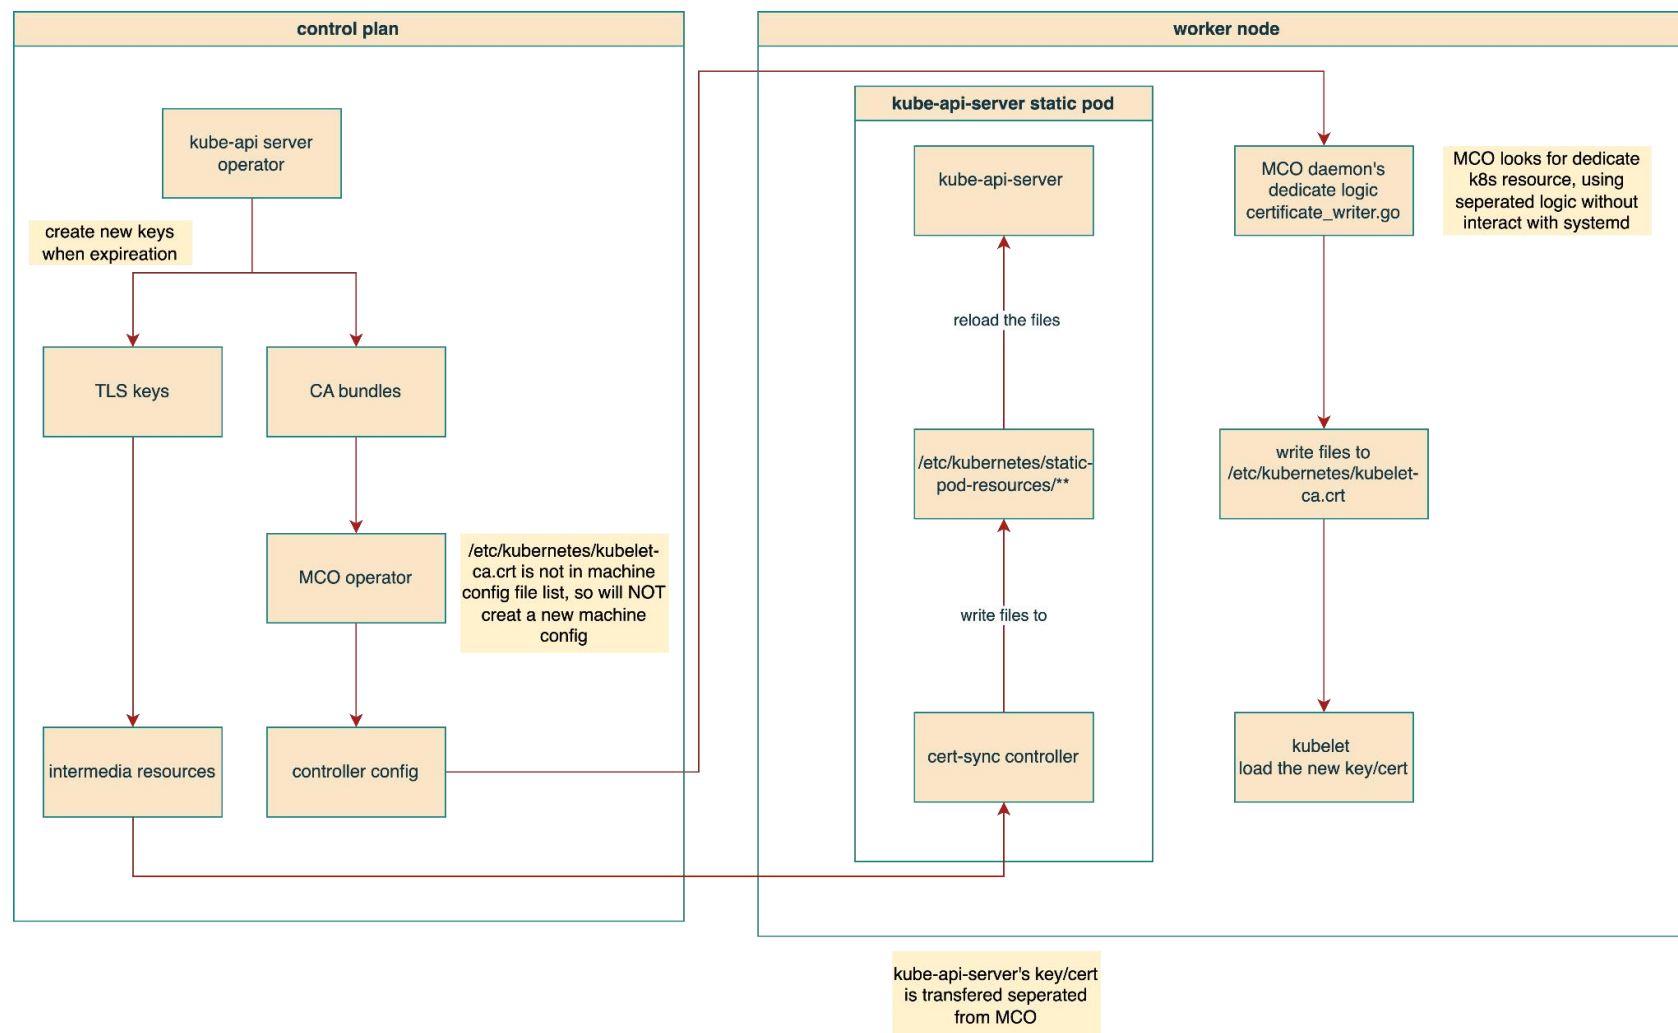 control plan
kube-api server
operator
create new keys
when expireation
TLS keys
CA bundles
MCO operator
/etc/kubernetes/kubelet-
ca.crt is not in machine
config file list, so will NOT
creat a new machine
config
intermedia resources
controller config
worker node
kube-api-server static pod
kube-api-server
reload the files
/etc/kubernetes/static-
pod-resources/**
write files to
cert-sync controller
MCO daemon's
dedicate logic
certificate_writer.go
MCO looks for dedicate
k8s resource, using
seperated logic without
interact with systemd
write files to
/etc/kubernetes/kubelet-
ca.crt
kubelet
load the new key/cert
kube-api-server's key/cert
is transfered seperated
from MCO